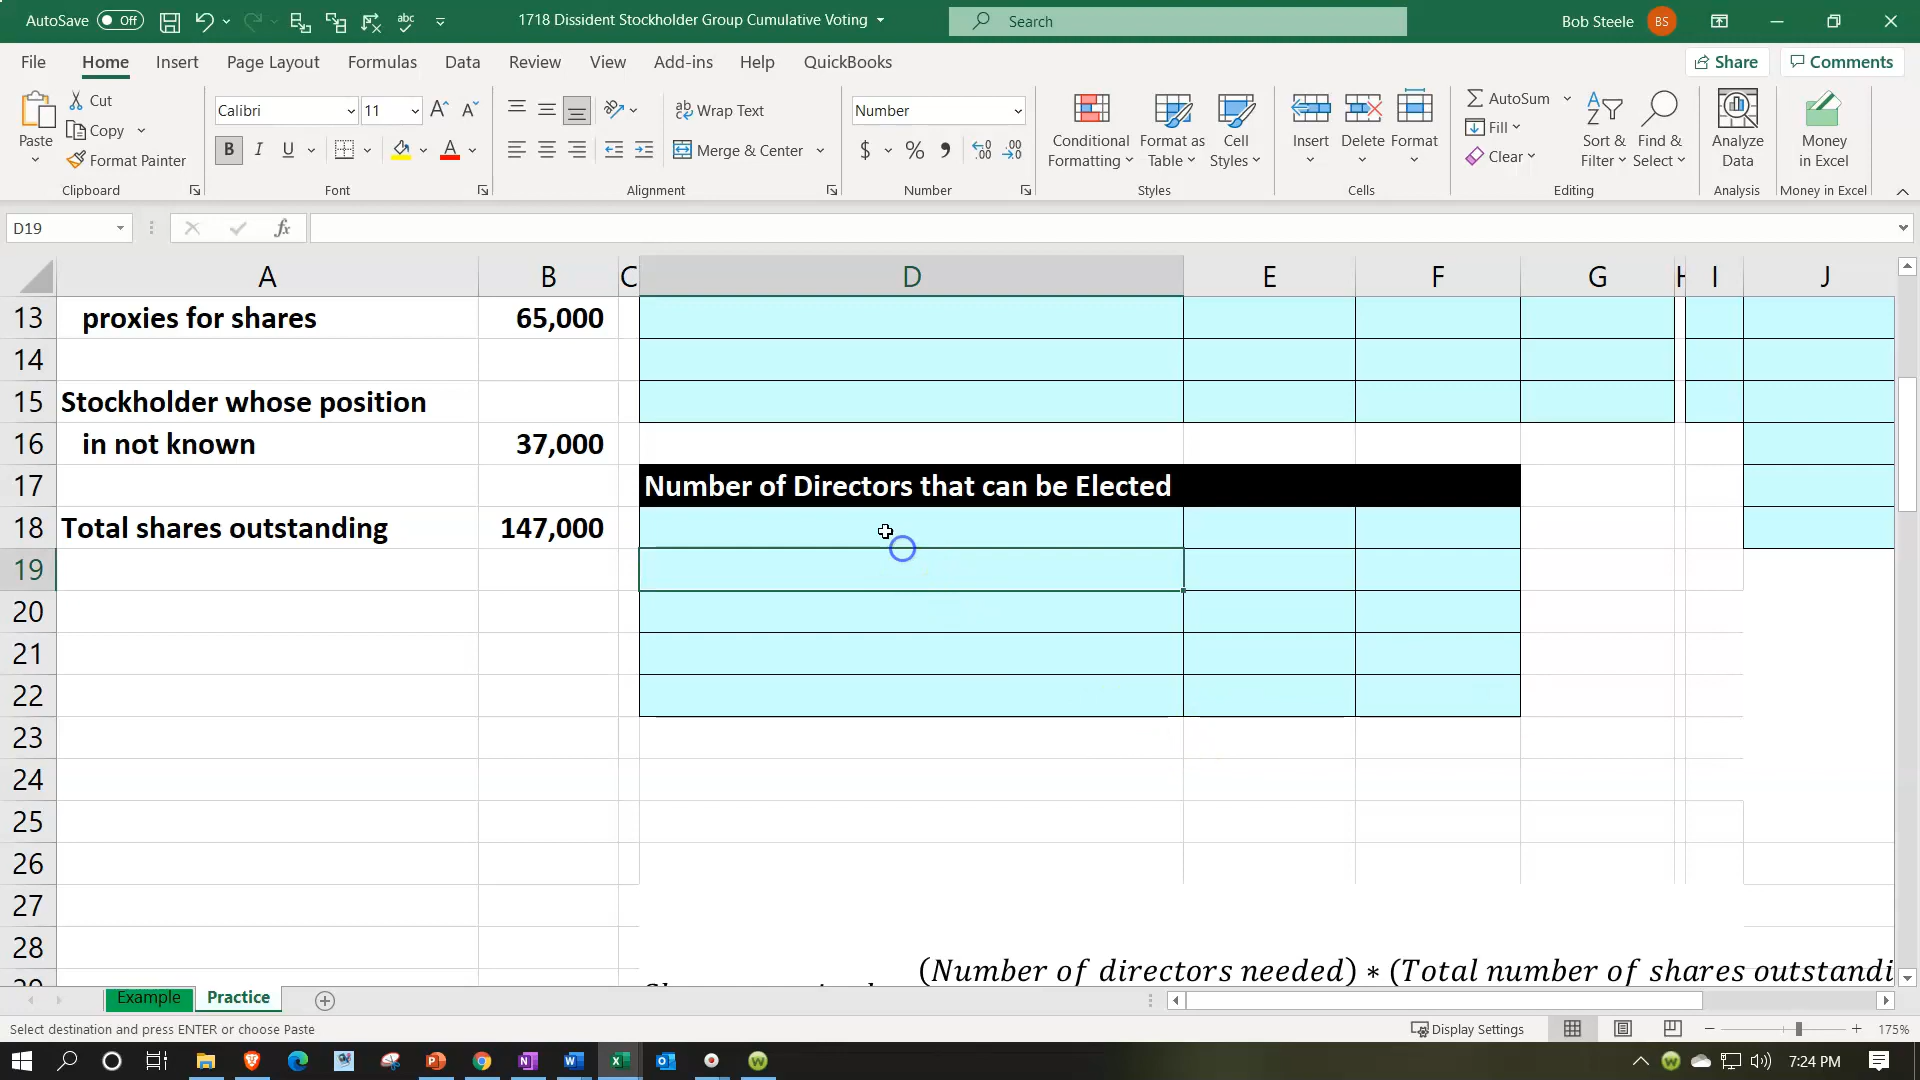 AutoSave Off
1718 Dissident Stockholder Group Cumulative Voting
Search
Bob Steele
BS
File Home Insert Page Layout Formulas Data Review View Add-ins Help QuickBooks
Share Comments
Paste
Cut
Copy
Format Painter
Clipboard
Calibri 11
B I U
Font
Wrap Text
Merge & Center
Alignment
Number
Number
Conditional Formatting
Format as Table
Cell Styles
Styles
Insert Delete Format
Cells
AutoSum
Fill
Clear
Sort & Filter
Find & Select
Editing
Analyze Data
Analysis
Money in Excel
Money in Excel
D19
fx
A B C D E F G H I J
13 proxies for shares 65,000
14
15 Stockholder whose position
16 in not known 37,000
17 Number of Directors that can be Elected
18 Total shares outstanding 147,000
19
20
21
22
23
24
25
26
27
28
(Number of directors needed) ∗ (Total number of shares outstandi
Example Practice
Select destination and press ENTER or choose Paste
Display Settings
175%
7:24 PM